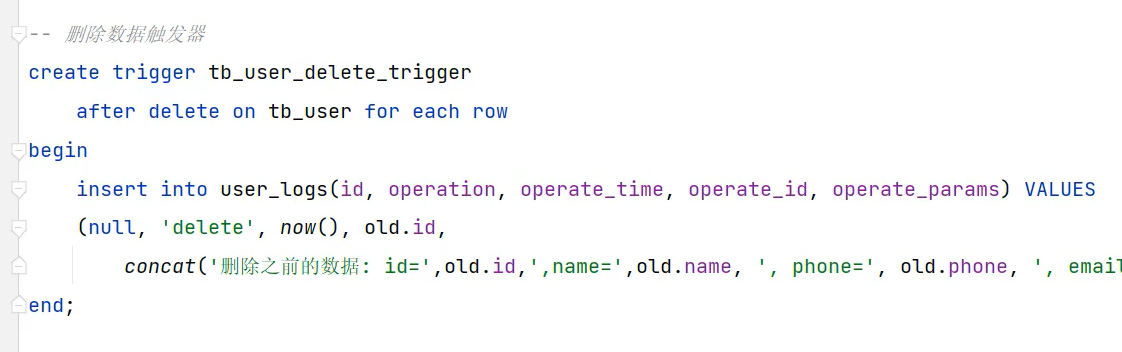 -- 删除数据触发器
create trigger tb_user_delete_trigger
    after delete on tb_user for each row
begin
    insert into user_logs(id, operation, operate_time, operate_id, operate_params) VALUES
    (null, 'delete', now(), old.id,
        concat('删除之前的数据: id=',old.id,',name=',old.name, ', phone=', old.phone, ', email
end;